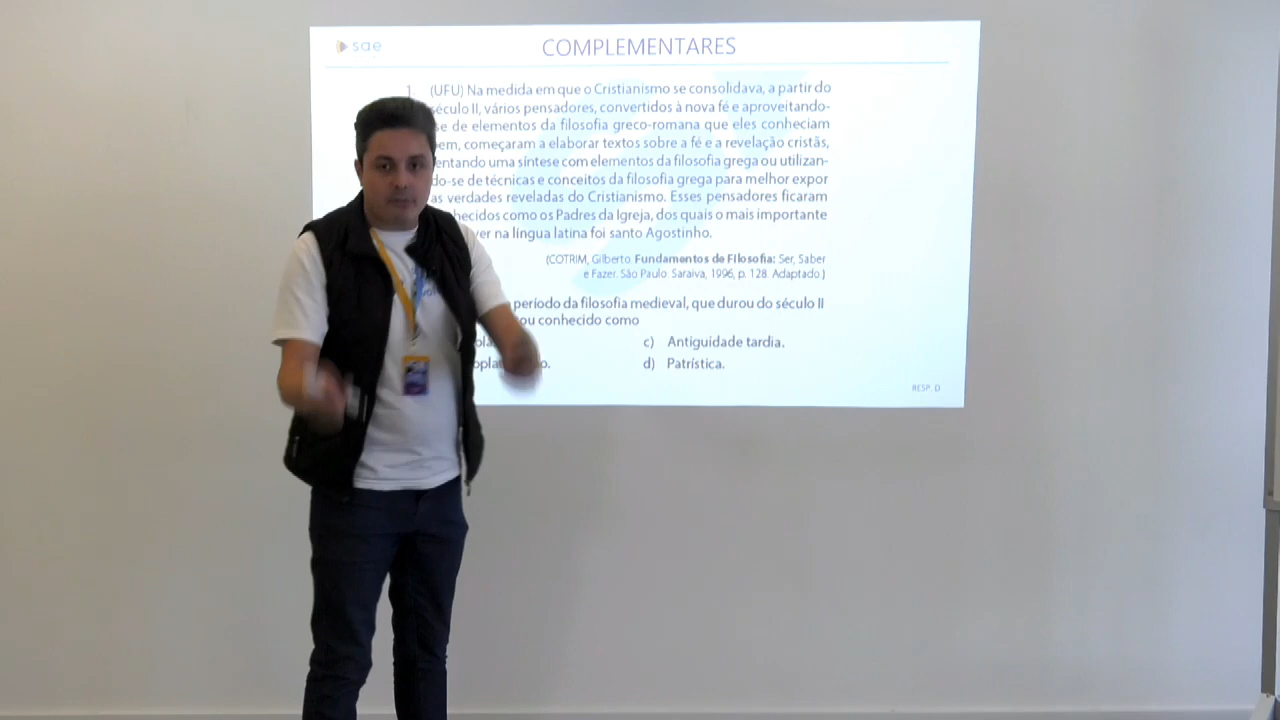 sae
COMPLEMENTARES
1. (UFU) Na medida em que o Cristianismo se consolidava, a partir do
século II, vários pensadores, convertidos à nova fé e aproveitando-
se de elementos da filosofia greco-romana que eles conheciam
bem, começaram a elaborar textos sobre a fé e a revelação cristãs,
tentando uma síntese com elementos da filosofia grega ou utilizan-
do-se de técnicas e conceitos da filosofia grega para melhor expor
as verdades reveladas do Cristianismo. Esses pensadores ficaram
conhecidos como os Padres da Igreja, dos quais o mais importante
na língua latina foi santo Agostinho.
(COTRIM, Gilberto. Fundamentos de Filosofia: Ser, Saber
e Fazer. São Paulo: Saraiva, 1996, p. 128. Adaptado.)
período da filosofia medieval, que durou do século II
conhecido como
c) Antiguidade tardia.
d) Patrística.
RESP. D